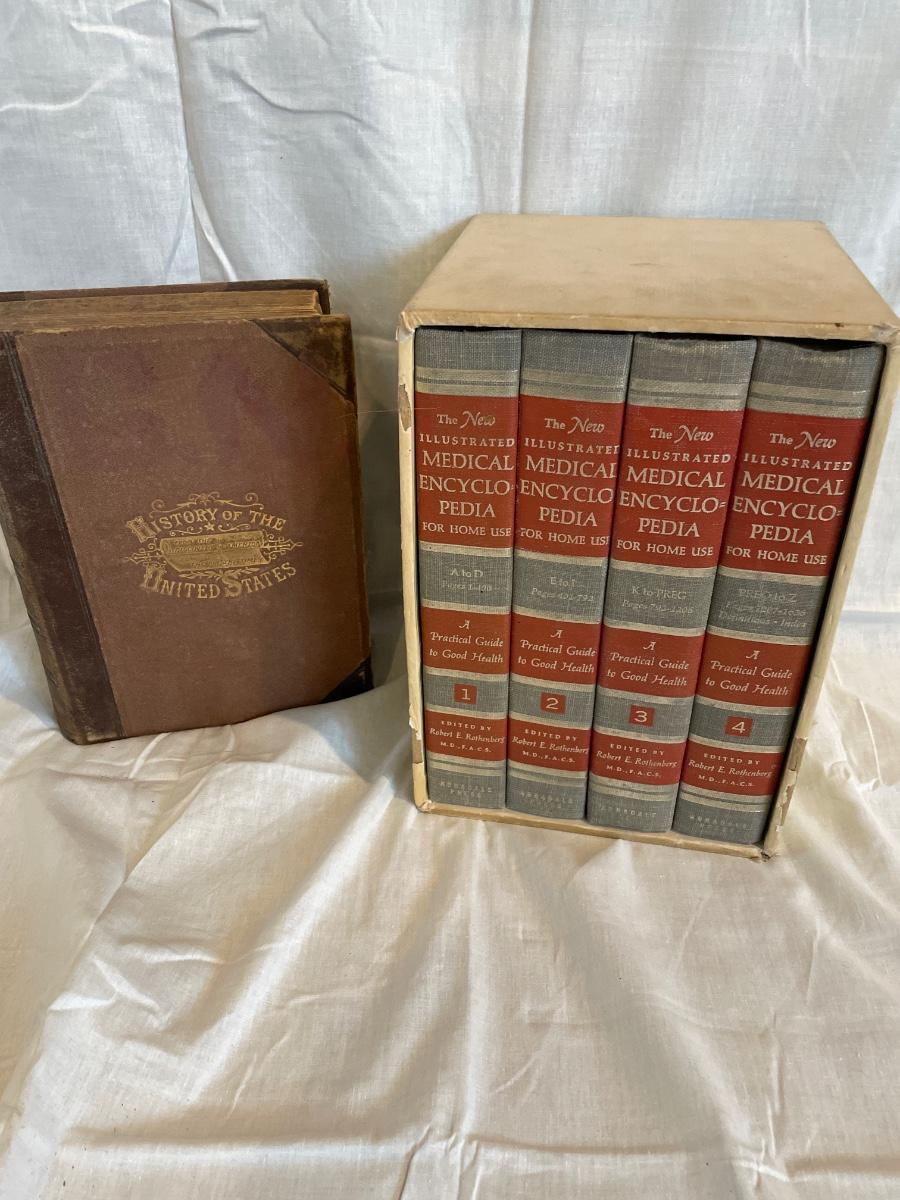 HISTORY OF THE
UNITED STATES
The New
ILLUSTRATED
MEDICAL
ENCYCLO=
PEDIA
FOR HOME USE
A to D
A
Practical Guide
to Good Health
1
EDITED BY
Robert E. Rothenberg
M.D., F.A.C.S.
The New
ILLUSTRATED
MEDICAL
ENCYCLO
PEDIA
FOR HOME USE
A
Practical Guide
to Good Health
2
EDITED BY
Robert E. Rothenberg
M.D., F.A.C.S.
The New
ILLUSTRATED
MEDICAL
ENCYCLO=
PEDIA
FOR HOME USE
K to PREG
A
Practical Guide
to Good Health
3
EDITED BY
Robert E. Rothenberg
M.D., F.A.C.S.
The New
ILLUSTRATED
MEDICAL
ENCYCLO=
PEDIA
FOR HOME USE
PREO to Z
Definitions • Index
A
Practical Guide
to Good Health
4
EDITED BY
Robert E. Rothenberg
M.D., F.A.C.S.